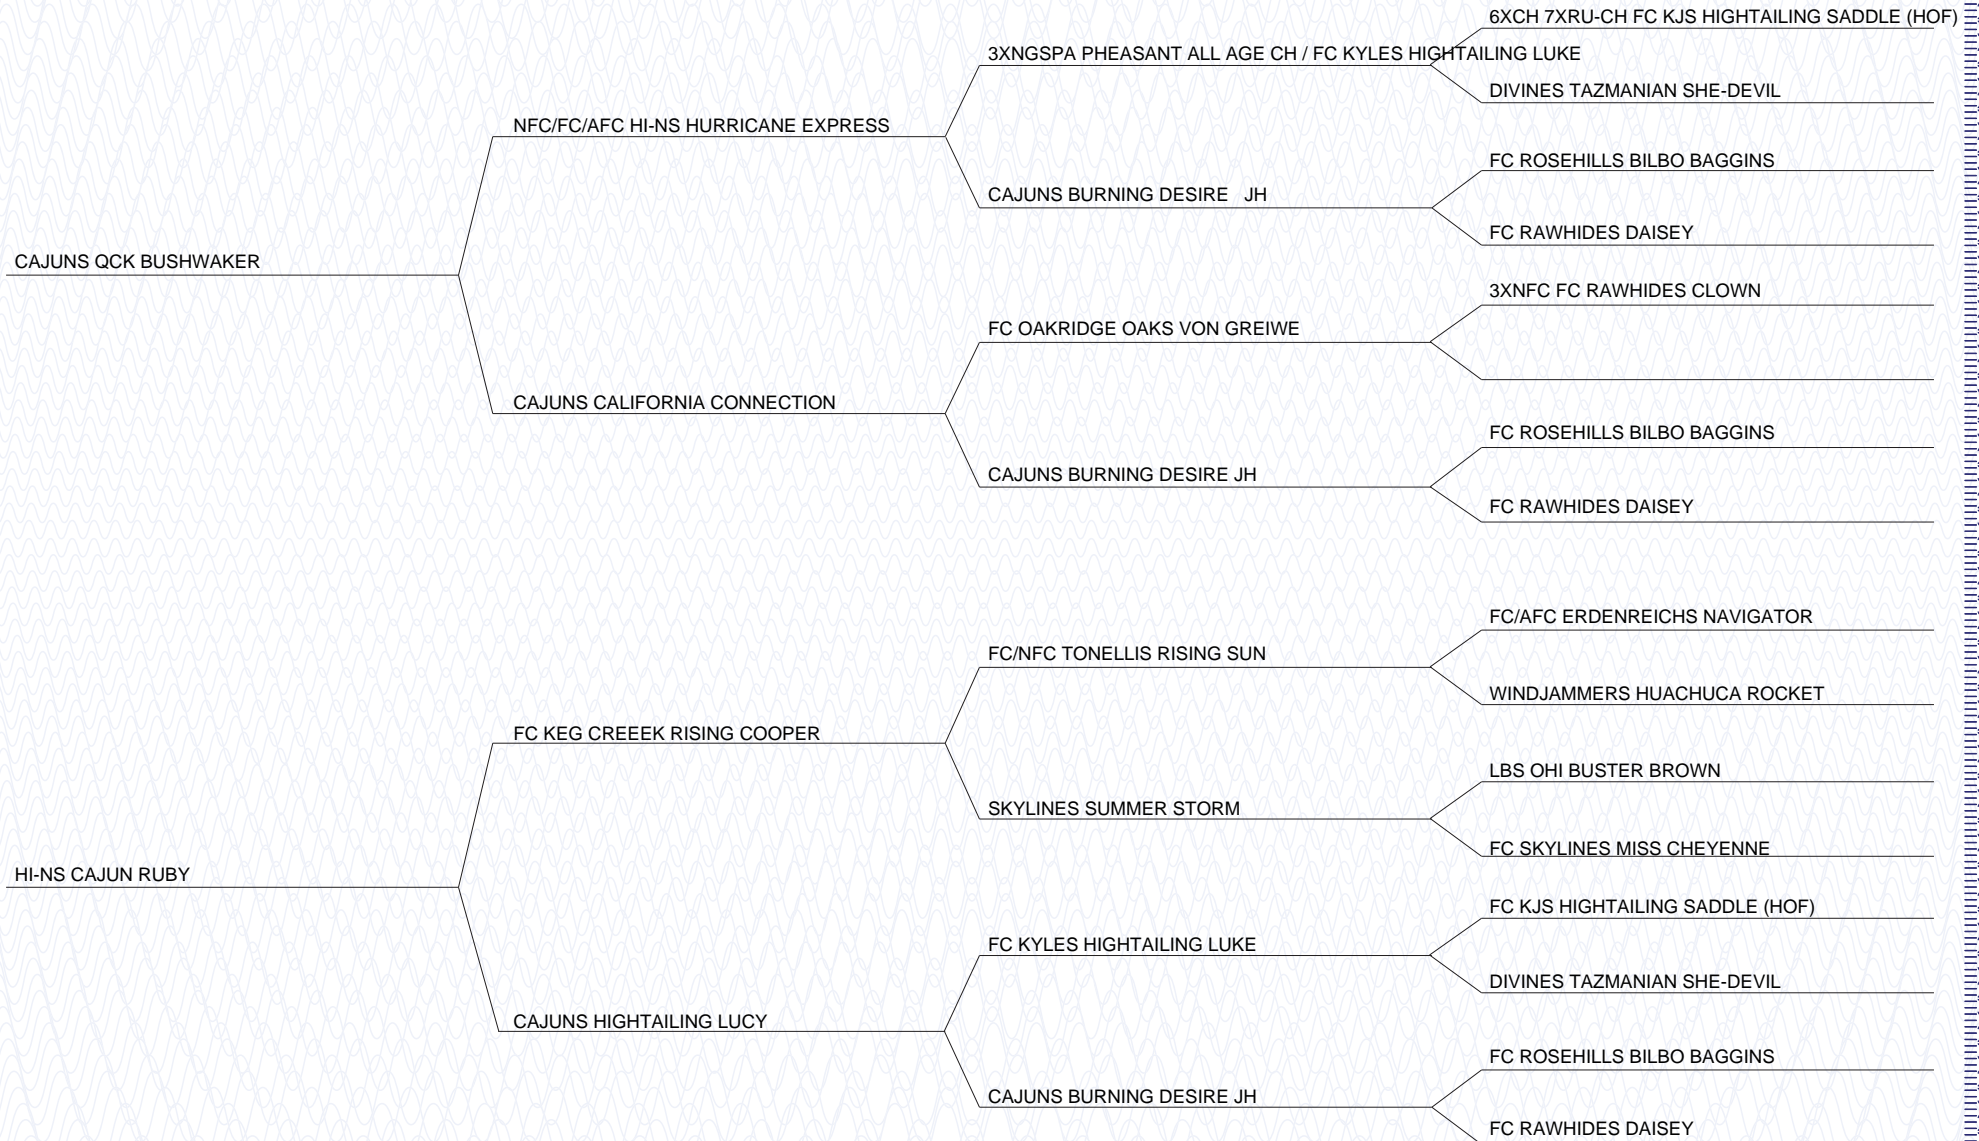 6XCH 7XRU-CH FC KJS HIGHTAILING SADDLE (HOF)
3XNGSPA PHEASANT ALL AGE CH / FC KYLES HIGHTAILING LUKE
DIVINES TAZMANIAN SHE-DEVIL
NFC/FC/AFC HI-NS HURRICANE EXPRESS
FC ROSEHILLS BILBO BAGGINS
CAJUNS BURNING DESIRE   JH
FC RAWHIDES DAISEY
CAJUNS QCK BUSHWAKER
3XNFC FC RAWHIDES CLOWN
FC OAKRIDGE OAKS VON GREIWE
CAJUNS CALIFORNIA CONNECTION
FC ROSEHILLS BILBO BAGGINS
CAJUNS BURNING DESIRE JH
FC RAWHIDES DAISEY
FC/AFC ERDENREICHS NAVIGATOR
FC/NFC TONELLIS RISING SUN
WINDJAMMERS HUACHUCA ROCKET
FC KEG CREEEK RISING COOPER
LBS OHI BUSTER BROWN
SKYLINES SUMMER STORM
FC SKYLINES MISS CHEYENNE
HI-NS CAJUN RUBY
FC KJS HIGHTAILING SADDLE (HOF)
FC KYLES HIGHTAILING LUKE
DIVINES TAZMANIAN SHE-DEVIL
CAJUNS HIGHTAILING LUCY
FC ROSEHILLS BILBO BAGGINS
CAJUNS BURNING DESIRE JH
FC RAWHIDES DAISEY